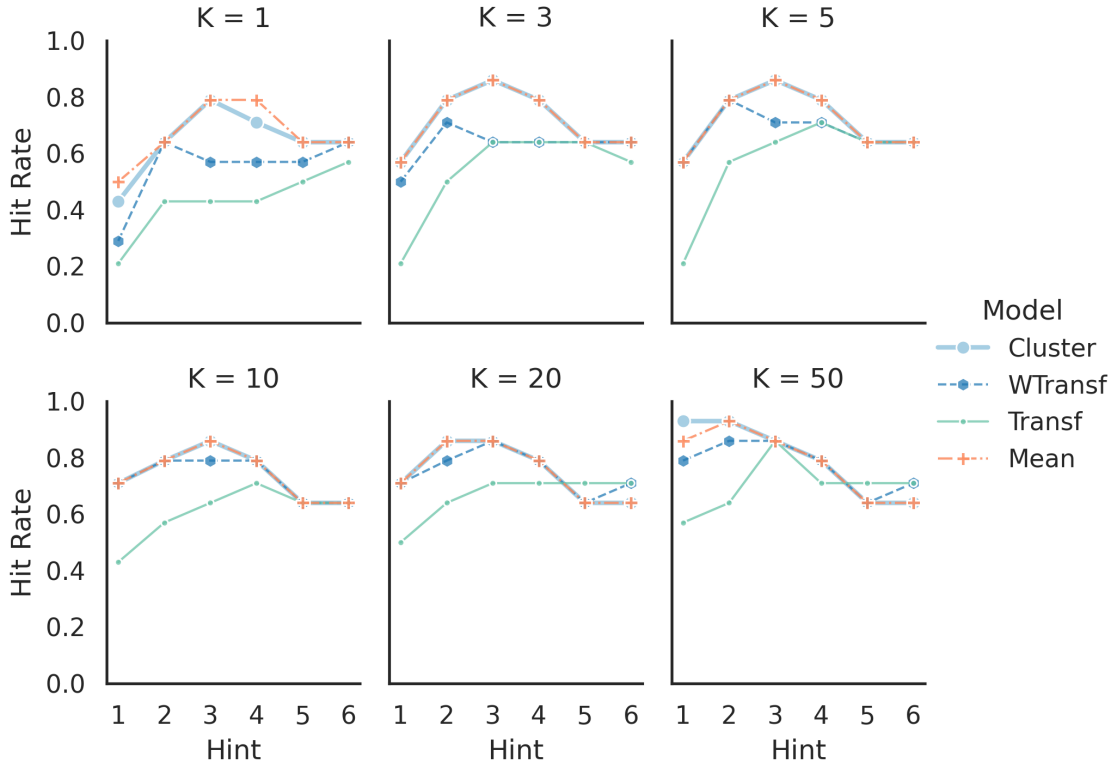 K = 1
K = 3
K = 5
1.0
0.8
0.6
0.4
0.2
0.0
Hit Rate
Model
Cluster
WTransf
Transf
Mean
K = 10
K = 20
K = 50
1.0
0.8
0.6
0.4
0.2
0.0
Hit Rate
1 2 3 4 5 6
1 2 3 4 5 6
1 2 3 4 5 6
Hint
Hint
Hint